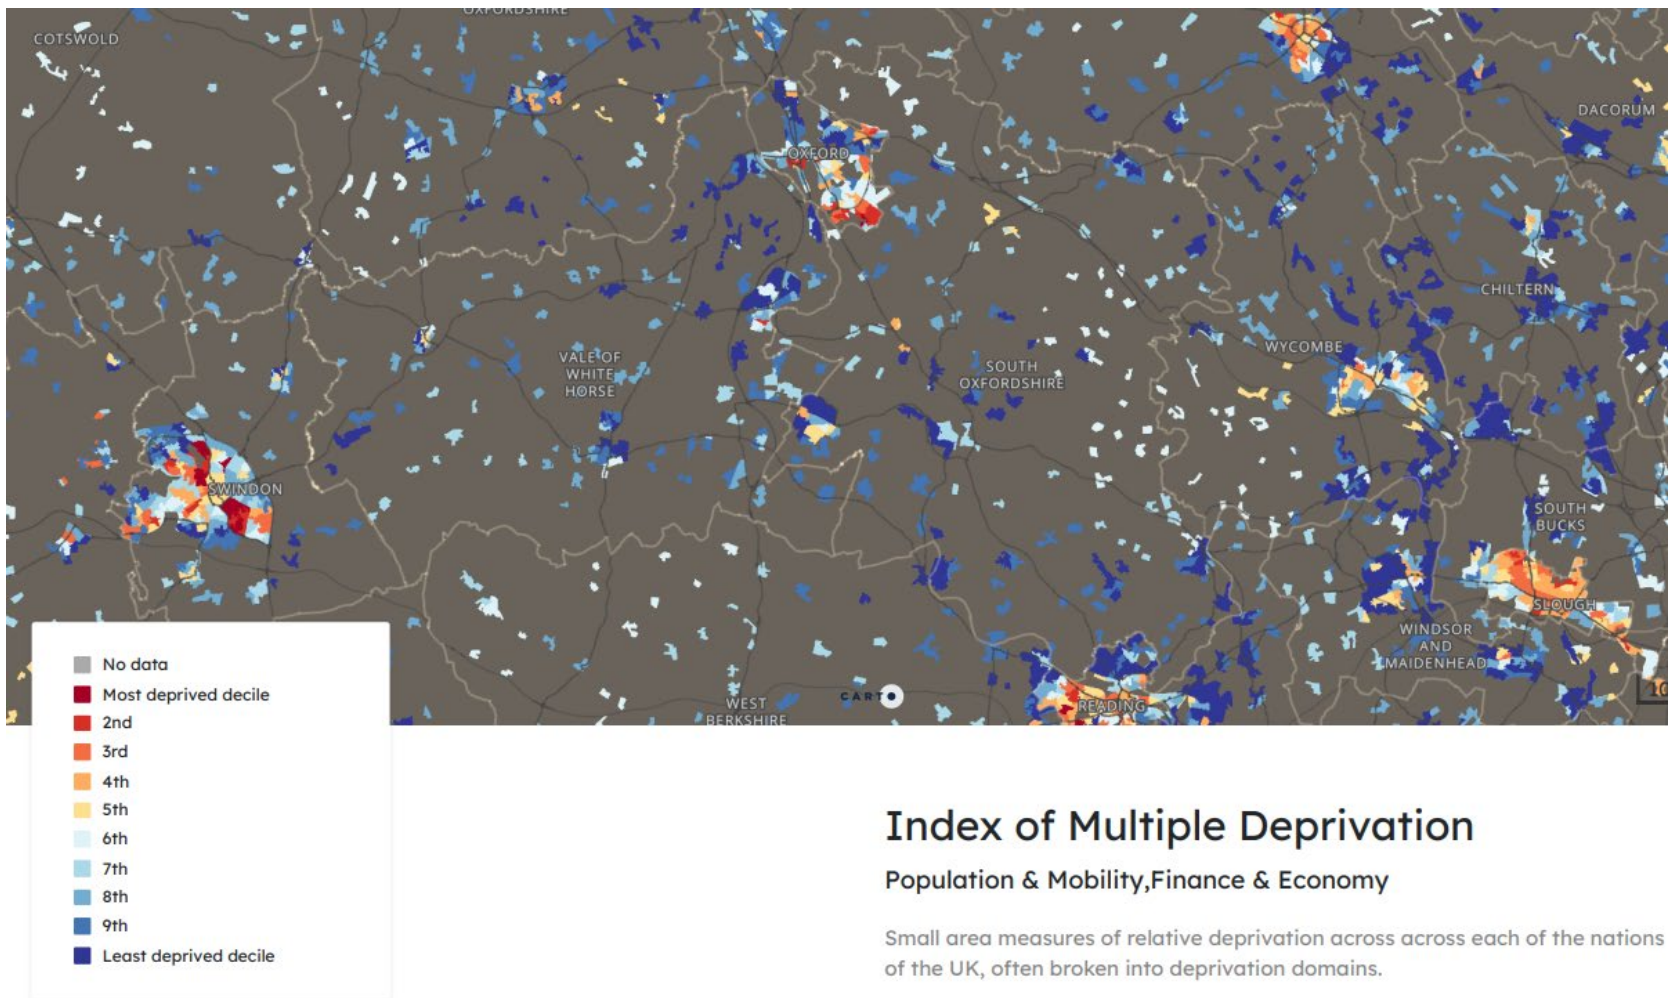 OXFORDSHIRE
COTSWOLD
DACORUM
OXFORD
CHILTERN
WYCOMBE
VALE OF
WHITE
HORSE
SOUTH
OXFORDSHIRE
SWINDON
SOUTH
BUCKS
SLOUGH
WINDSOR
AND
MAIDENHEAD
WEST
BERKSHIRE
CARTO
READING
10
No data
Most deprived decile
2nd
3rd
4th
5th
6th
7th
8th
9th
Least deprived decile
Index of Multiple Deprivation
Population & Mobility,Finance & Economy
Small area measures of relative deprivation across across each of the nations
of the UK, often broken into deprivation domains.